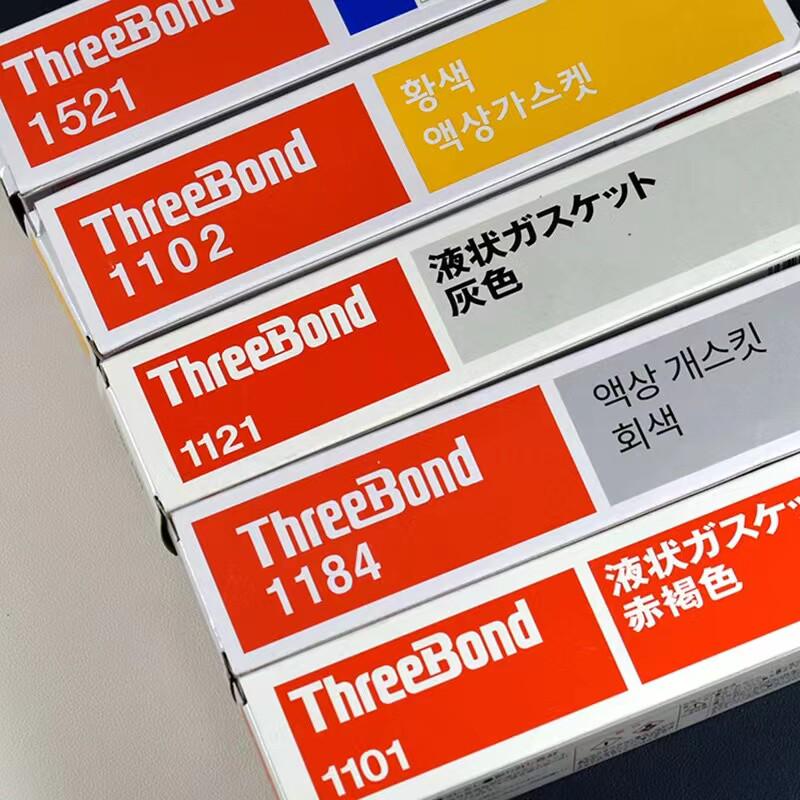 ThreeBond
1521
ThreeBond
1102
황색
액상가스켓
ThreeBond
1121
液状ガスケット
灰色
ThreeBond
1184
액상 개스킷
회색
ThreeBond
1101
液状ガスケッ
赤褐色